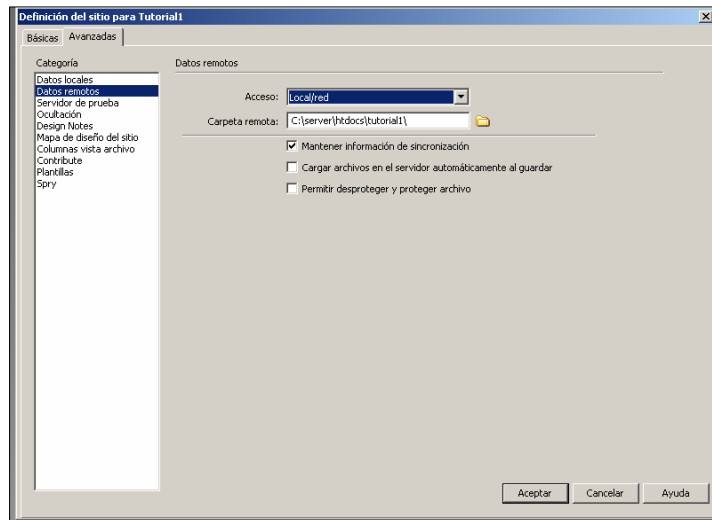 Definición del sitio para Tutorial1
Básicas
Avanzadas
Categoría
Datos locales
Datos remotos
Servidor de prueba
Ocultación
Design Notes
Mapa de diseño del sitio
Columnas vista archivo
Contribute
Plantillas
Spry
Datos remotos
Acceso: Local/red
Carpeta remota: C:\server\htdocs\tutorial1\
Mantener información de sincronización
Cargar archivos en el servidor automáticamente al guardar
Permitir desproteger y proteger archivo
Aceptar
Cancelar
Ayuda